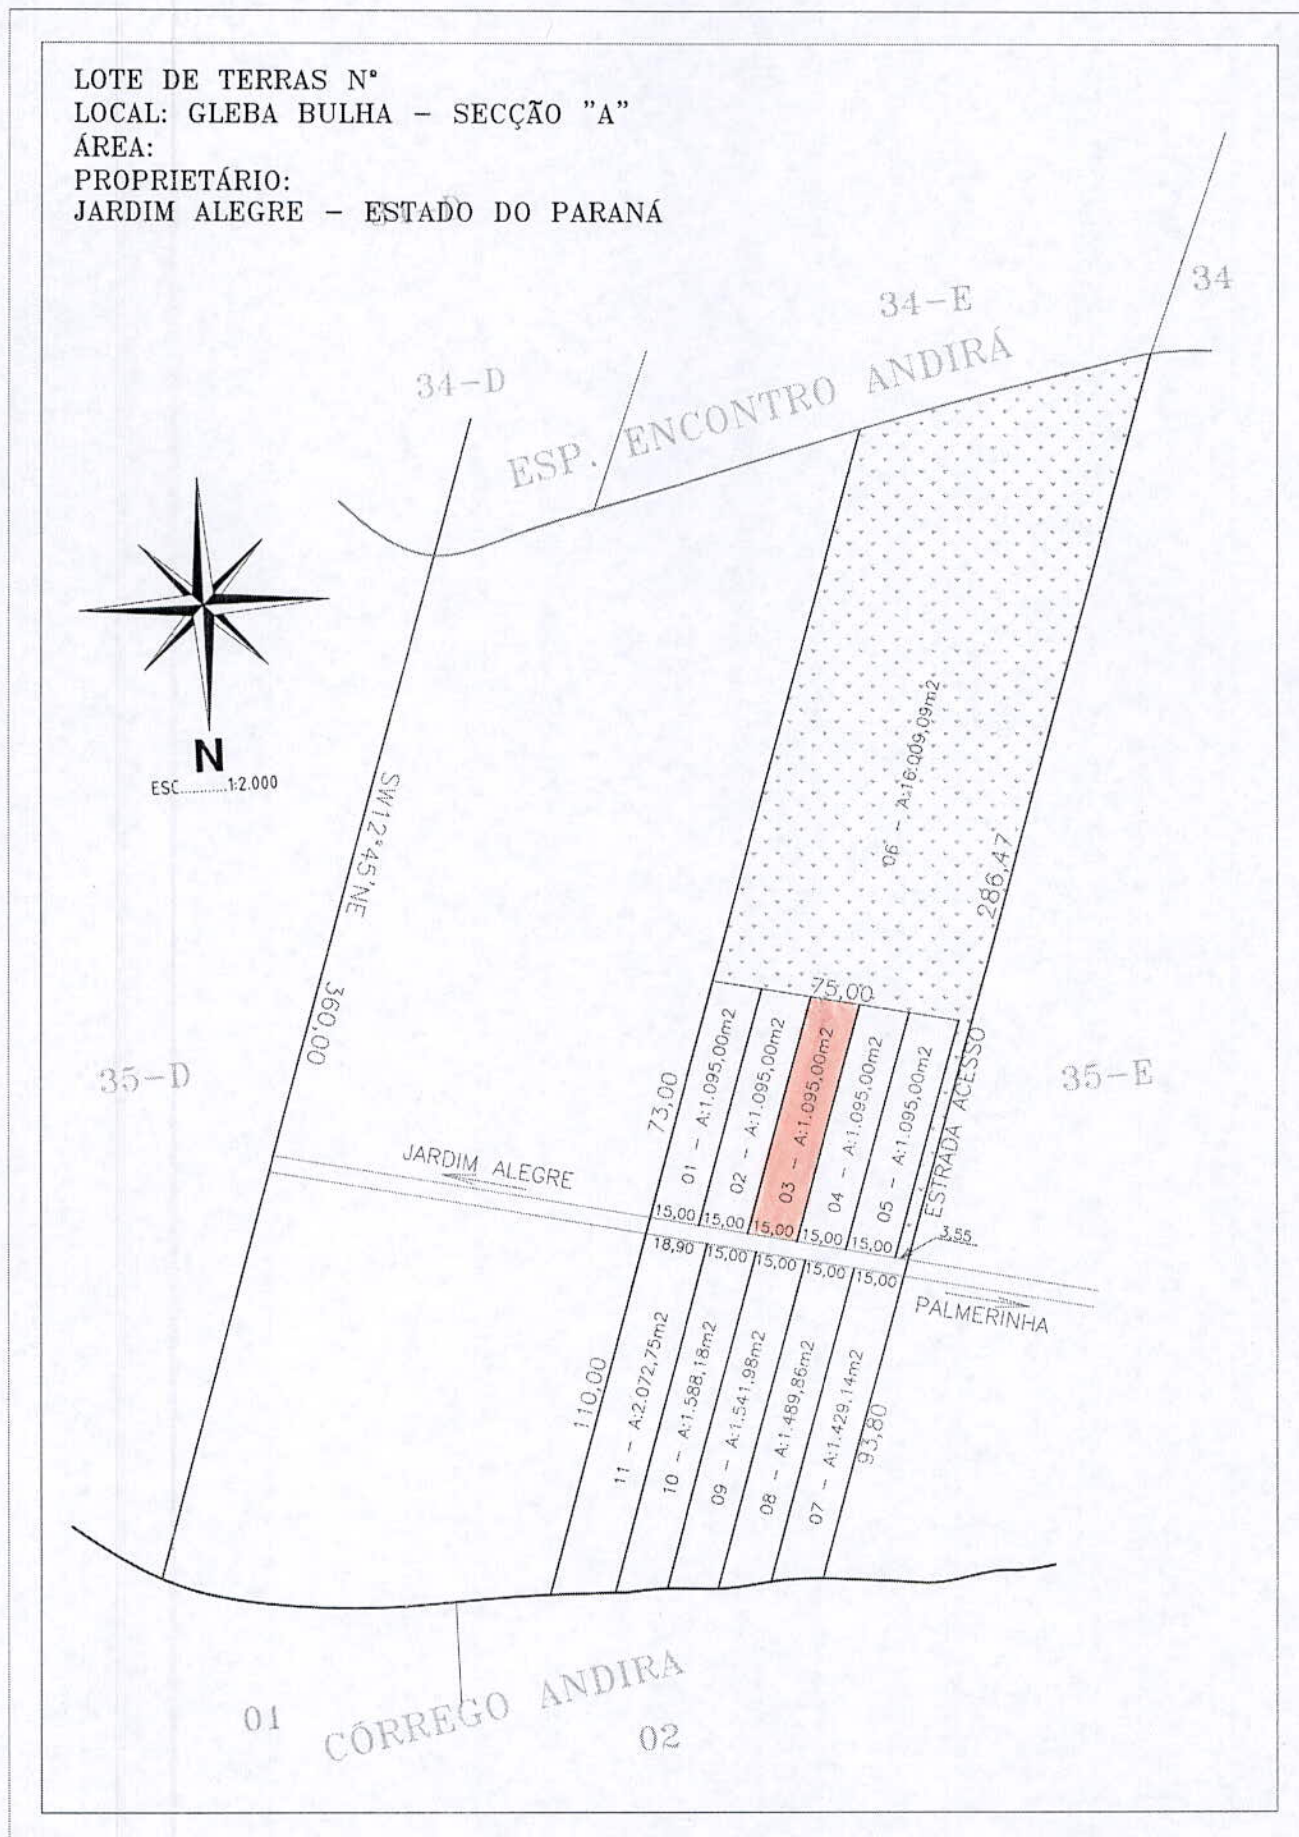 LOTE DE TERRAS N°
LOCAL: GLEBA BULHA – SECÇÃO "A"
ÁREA:
PROPRIETÁRIO:
JARDIM ALEGRE – ESTADO DO PARANÁ
34
34-E
34-D
ESP. ENCONTRO ANDIRÁ
N
ESC..........1:2.000
SW12°45'NE
360,00
06 – A:16.009,09m2
286,47
75,00
35-D
35-E
73,00
01 – A:1.095,00m2
02 – A:1.095,00m2
03 – A:1.095,00m2
04 – A:1.095,00m2
05 – A:1.095,00m2
ESTRADA ACESSO
JARDIM ALEGRE
15,00 15,00 15,00 15,00 15,00
3,55
18,90 15,00 15,00 15,00 15,00
PALMERINHA
110,00
11 – A:2.072,75m2
10 – A:1.588,18m2
09 – A:1.541,98m2
08 – A:1.489,86m2
07 – A:1.429,14m2
93,80
01
CÓRREGO ANDIRA
02